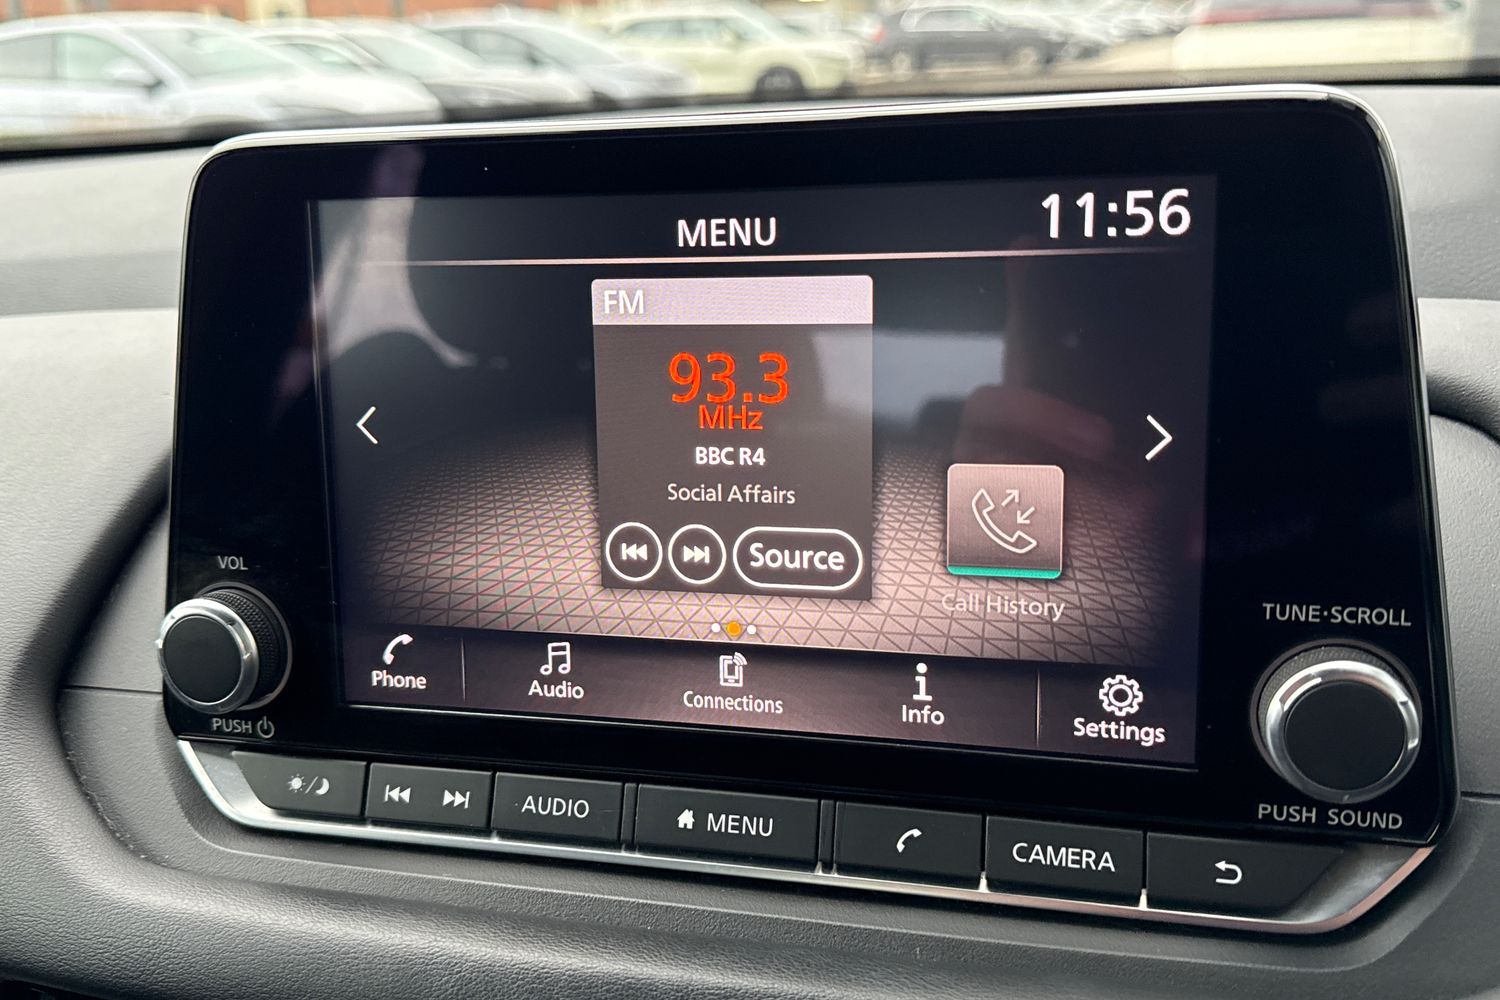 MENU
11:56
FM
93.3
MHz
BBC R4
Social Affairs
Source
Call History
Phone
Audio
Connections
Info
Settings
VOL
PUSH
TUNE·SCROLL
PUSH SOUND
AUDIO
MENU
CAMERA